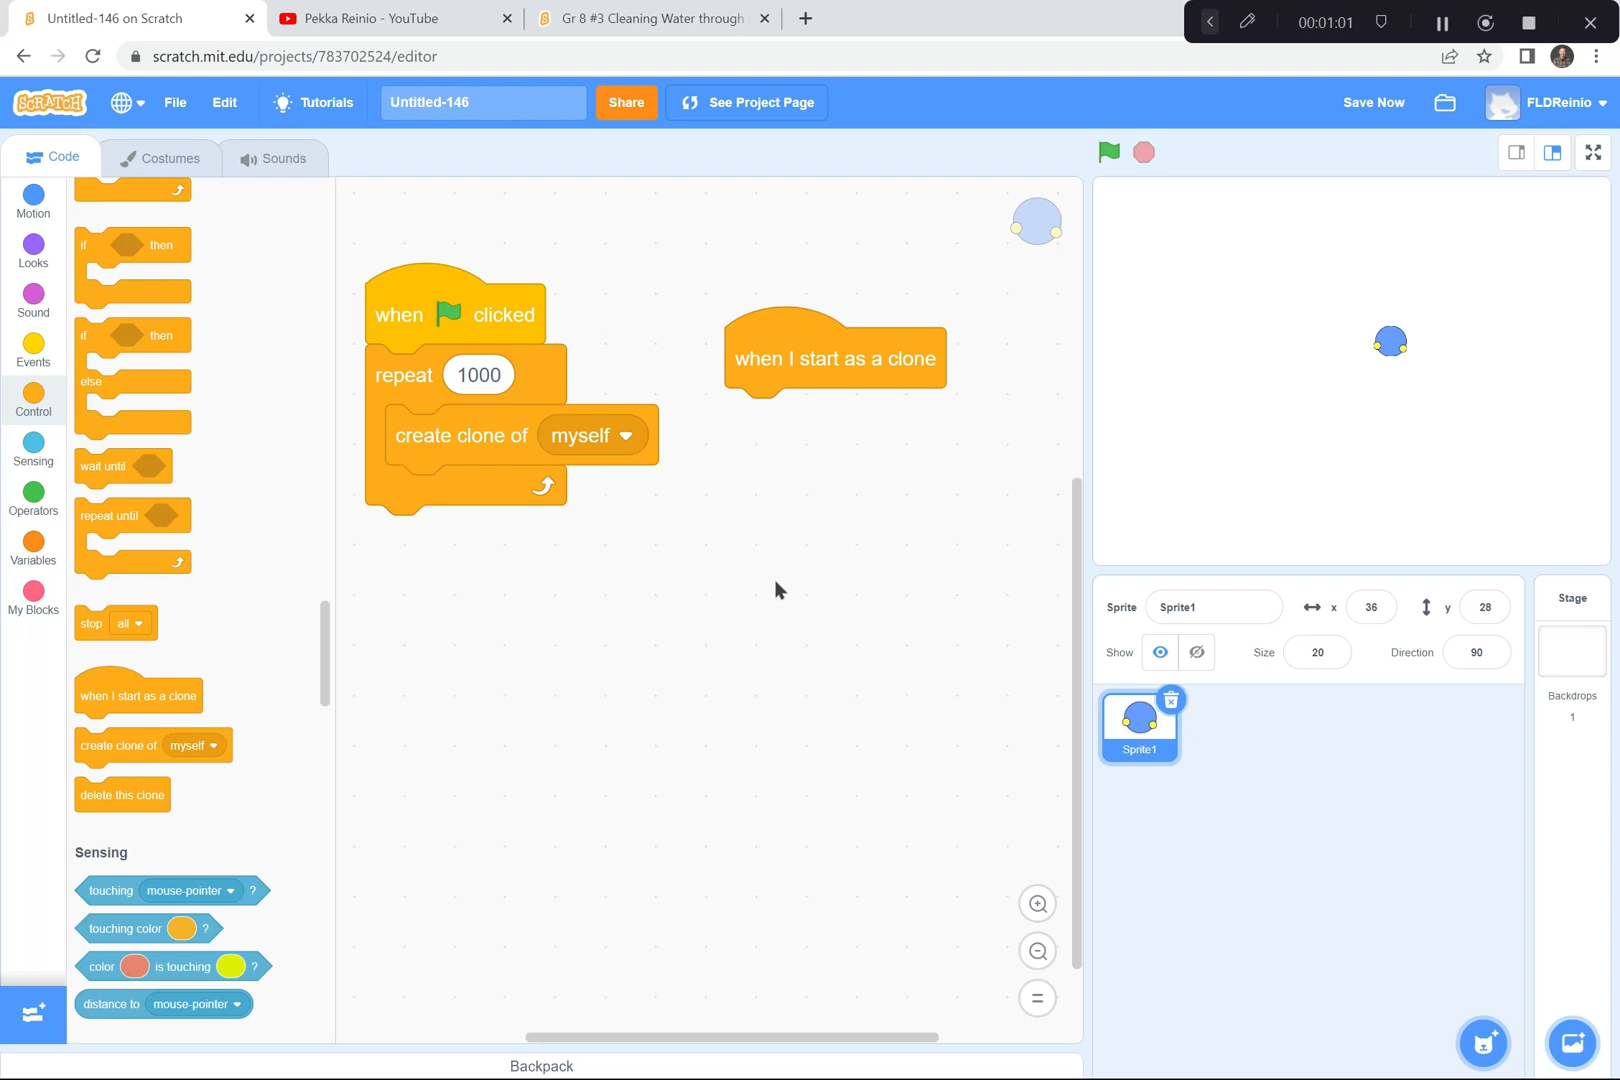 Untitled-146 on Scratch
Pekka Reinio - YouTube
Gr 8 #3 Cleaning Water through
00:01:01
scratch.mit.edu/projects/783702524/editor
SCRATCH
File
Edit
Tutorials
Untitled-146
Share
See Project Page
Save Now
FLDReinio
Code
Costumes
Sounds
Motion
Looks
Sound
Events
Control
Sensing
Operators
Variables
My Blocks
if then
if then
else
wait until
repeat until
stop all
when I start as a clone
create clone of myself
delete this clone
Sensing
touching mouse-pointer ?
touching color ?
color is touching ?
distance to mouse-pointer
when clicked
repeat 1000
create clone of myself
when I start as a clone
Backpack
Sprite Sprite1 x 36 y 28
Show Size 20 Direction 90
Sprite1
Stage
Backdrops
1